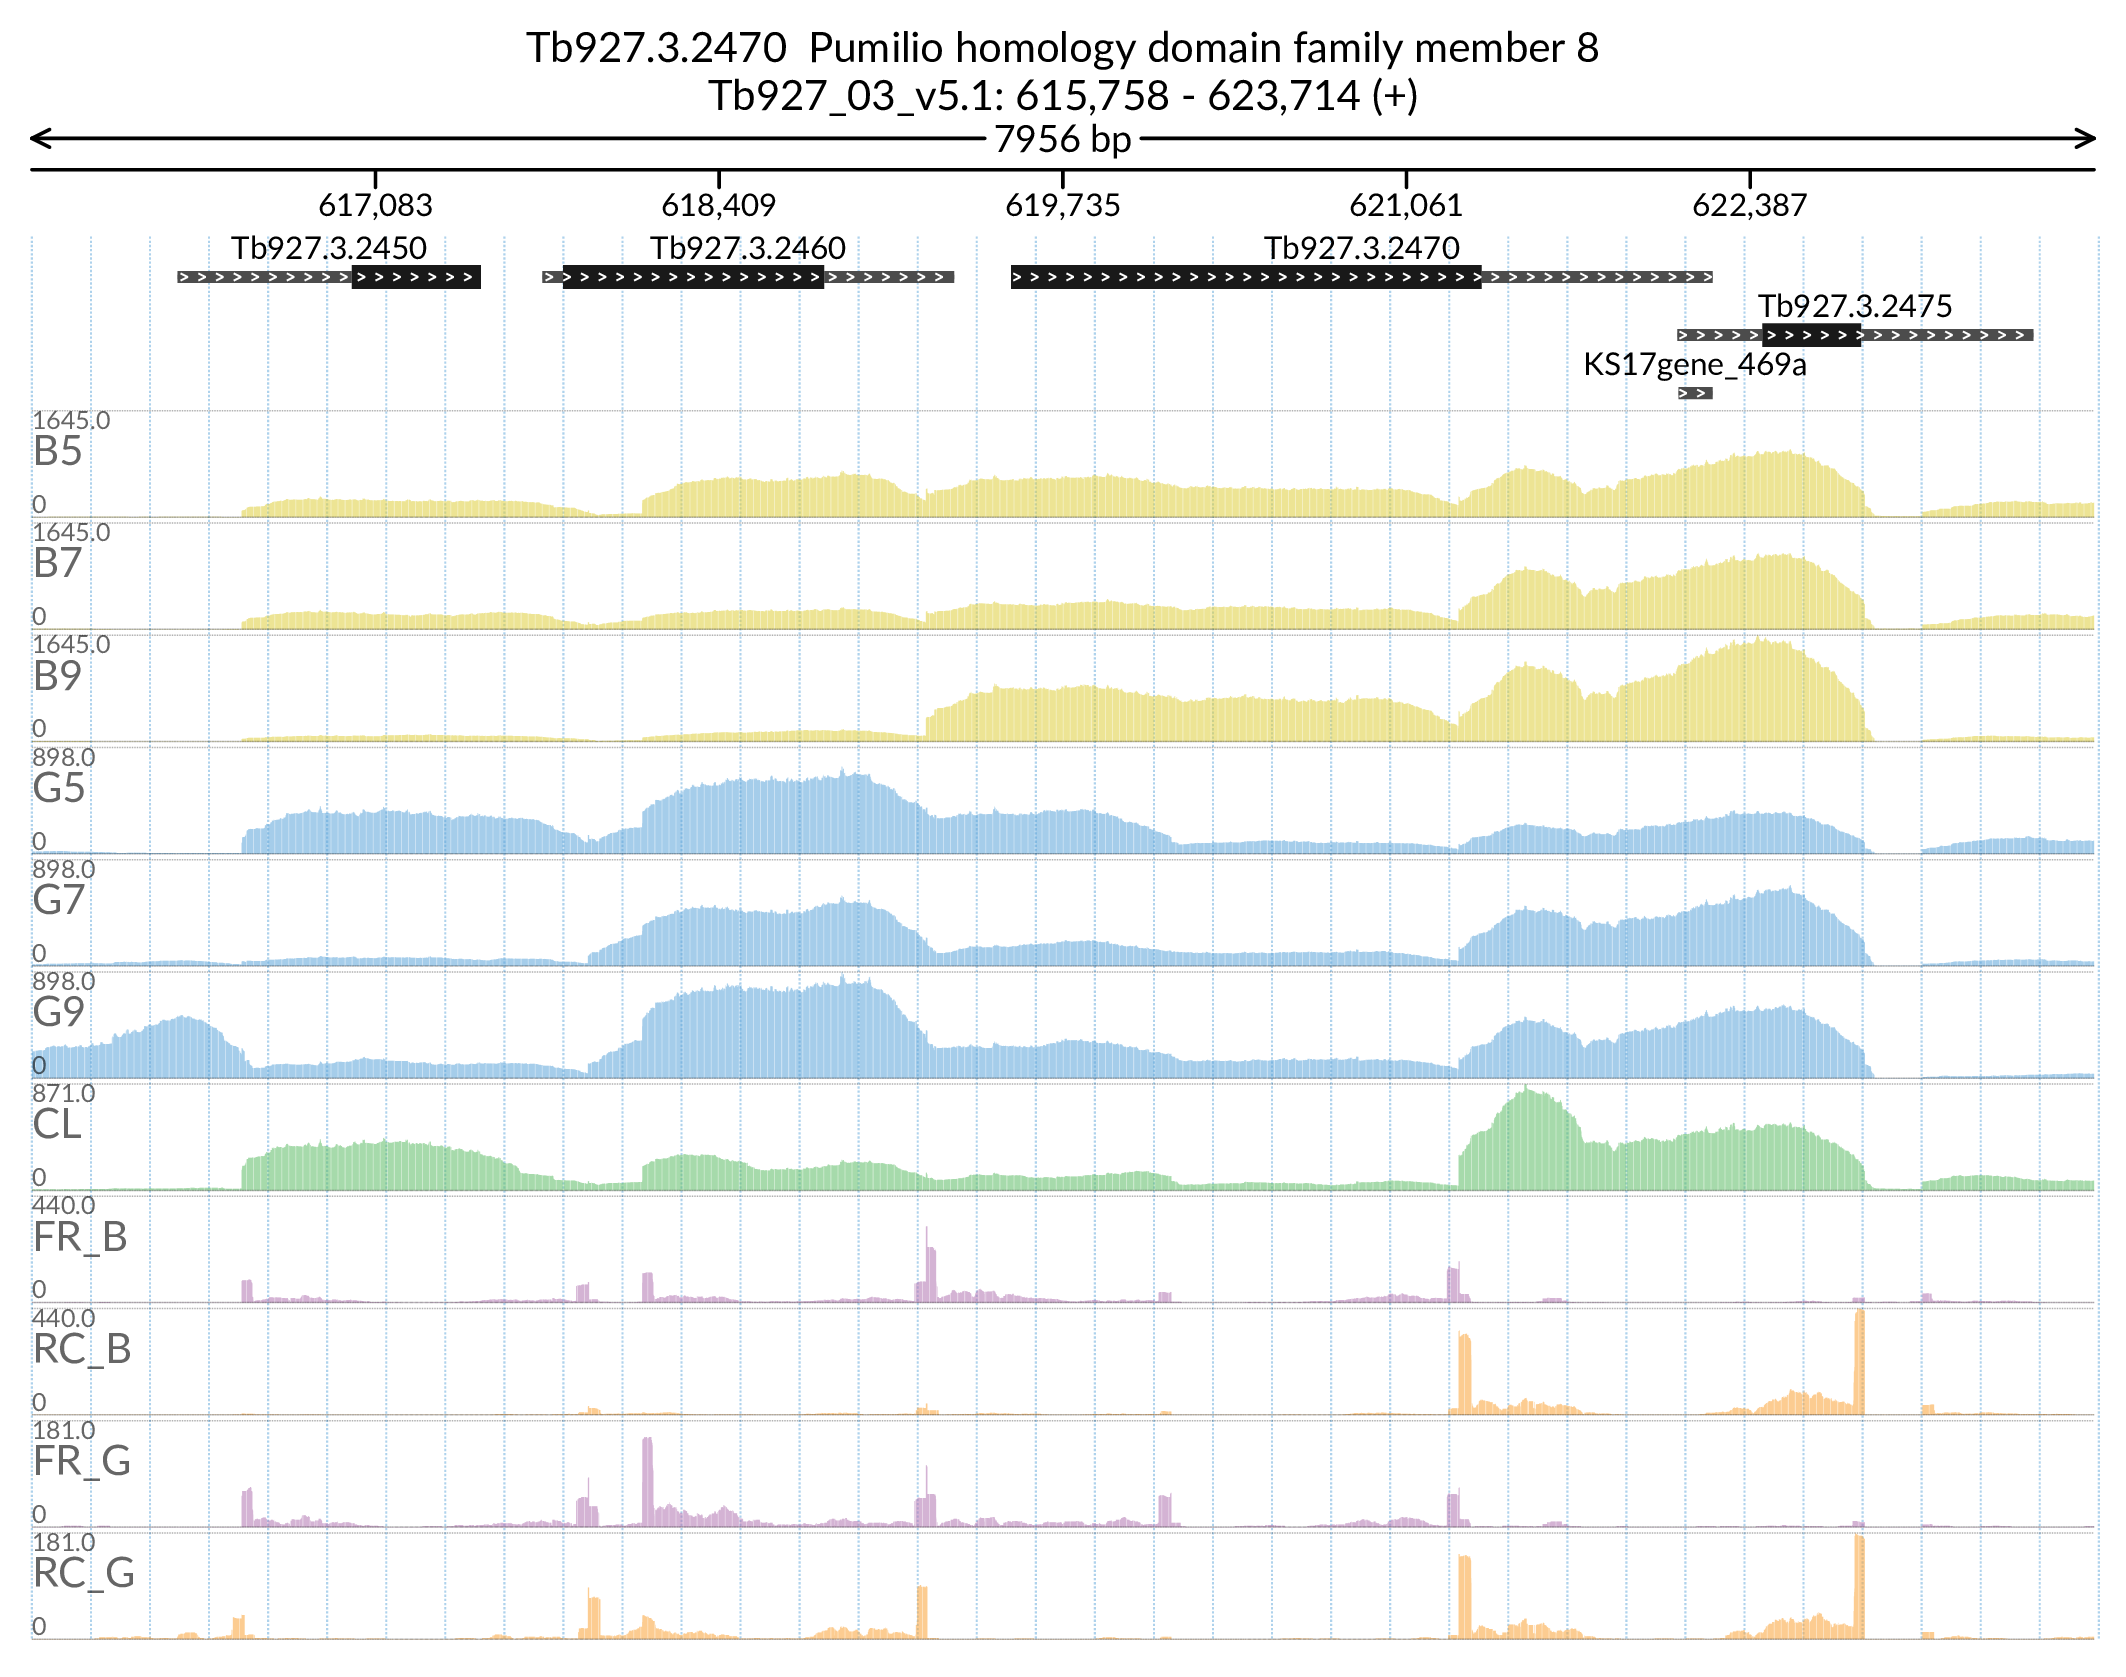 Tb927.3.2470 Pumilio homology domain family member 8
Tb927_03_v5.1: 615,758 - 623,714 (+)
7956 bp
617,083 618,409 619,735 621,061 622,387
Tb927.3.2450 Tb927.3.2460 Tb927.3.2470
Tb927.3.2475
KS17gene_469a
1645.0
B5
0
1645.0
B7
0
1645.0
B9
0
898.0
G5
0
898.0
G7
0
898.0
G9
0
871.0
CL
0
440.0
FR_B
0
440.0
RC_B
0
181.0
FR_G
0
181.0
RC_G
0